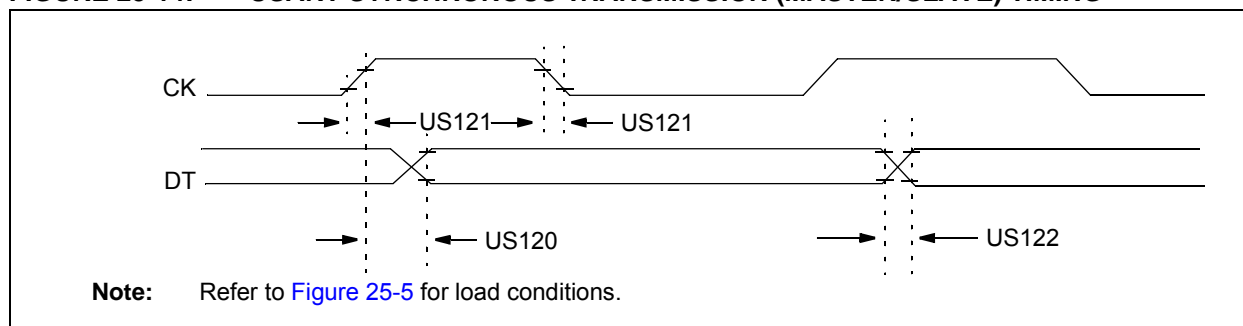 CK
US121
US121
DT
US120
US122
Note: Refer to Figure 25-5 for load conditions.